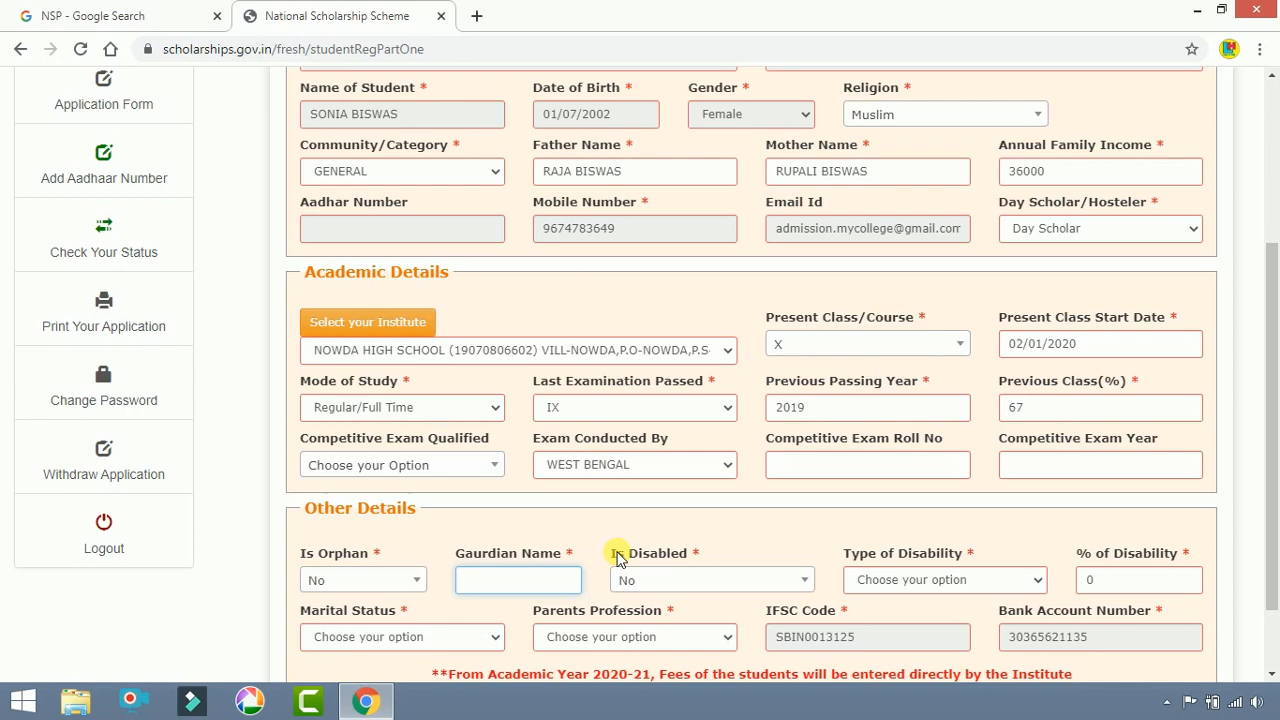 NSP - Google Search
National Scholarship Scheme
scholarships.gov.in/fresh/studentRegPartOne
Application Form
Add Aadhaar Number
Check Your Status
Print Your Application
Change Password
Withdraw Application
Logout
Name of Student * Date of Birth * Gender * Religion *
SONIA BISWAS 01/07/2002 Female Muslim
Community/Category * Father Name * Mother Name * Annual Family Income *
GENERAL RAJA BISWAS RUPALI BISWAS 36000
Aadhar Number Mobile Number * Email Id Day Scholar/Hosteler *
9674783649 admission.mycollege@gmail.com Day Scholar
Academic Details
Select your Institute Present Class/Course * Present Class Start Date *
NOWDA HIGH SCHOOL (19070806602) VILL-NOWDA,P.O-NOWDA,P.S- X 02/01/2020
Mode of Study * Last Examination Passed * Previous Passing Year * Previous Class(%) *
Regular/Full Time IX 2019 67
Competitive Exam Qualified Exam Conducted By Competitive Exam Roll No Competitive Exam Year
Choose your Option WEST BENGAL
Other Details
Is Orphan * Gaurdian Name * Is Disabled * Type of Disability * % of Disability *
No No Choose your option 0
Marital Status * Parents Profession * IFSC Code * Bank Account Number *
Choose your option Choose your option SBIN0013125 30365621135
**From Academic Year 2020-21, Fees of the students will be entered directly by the Institute